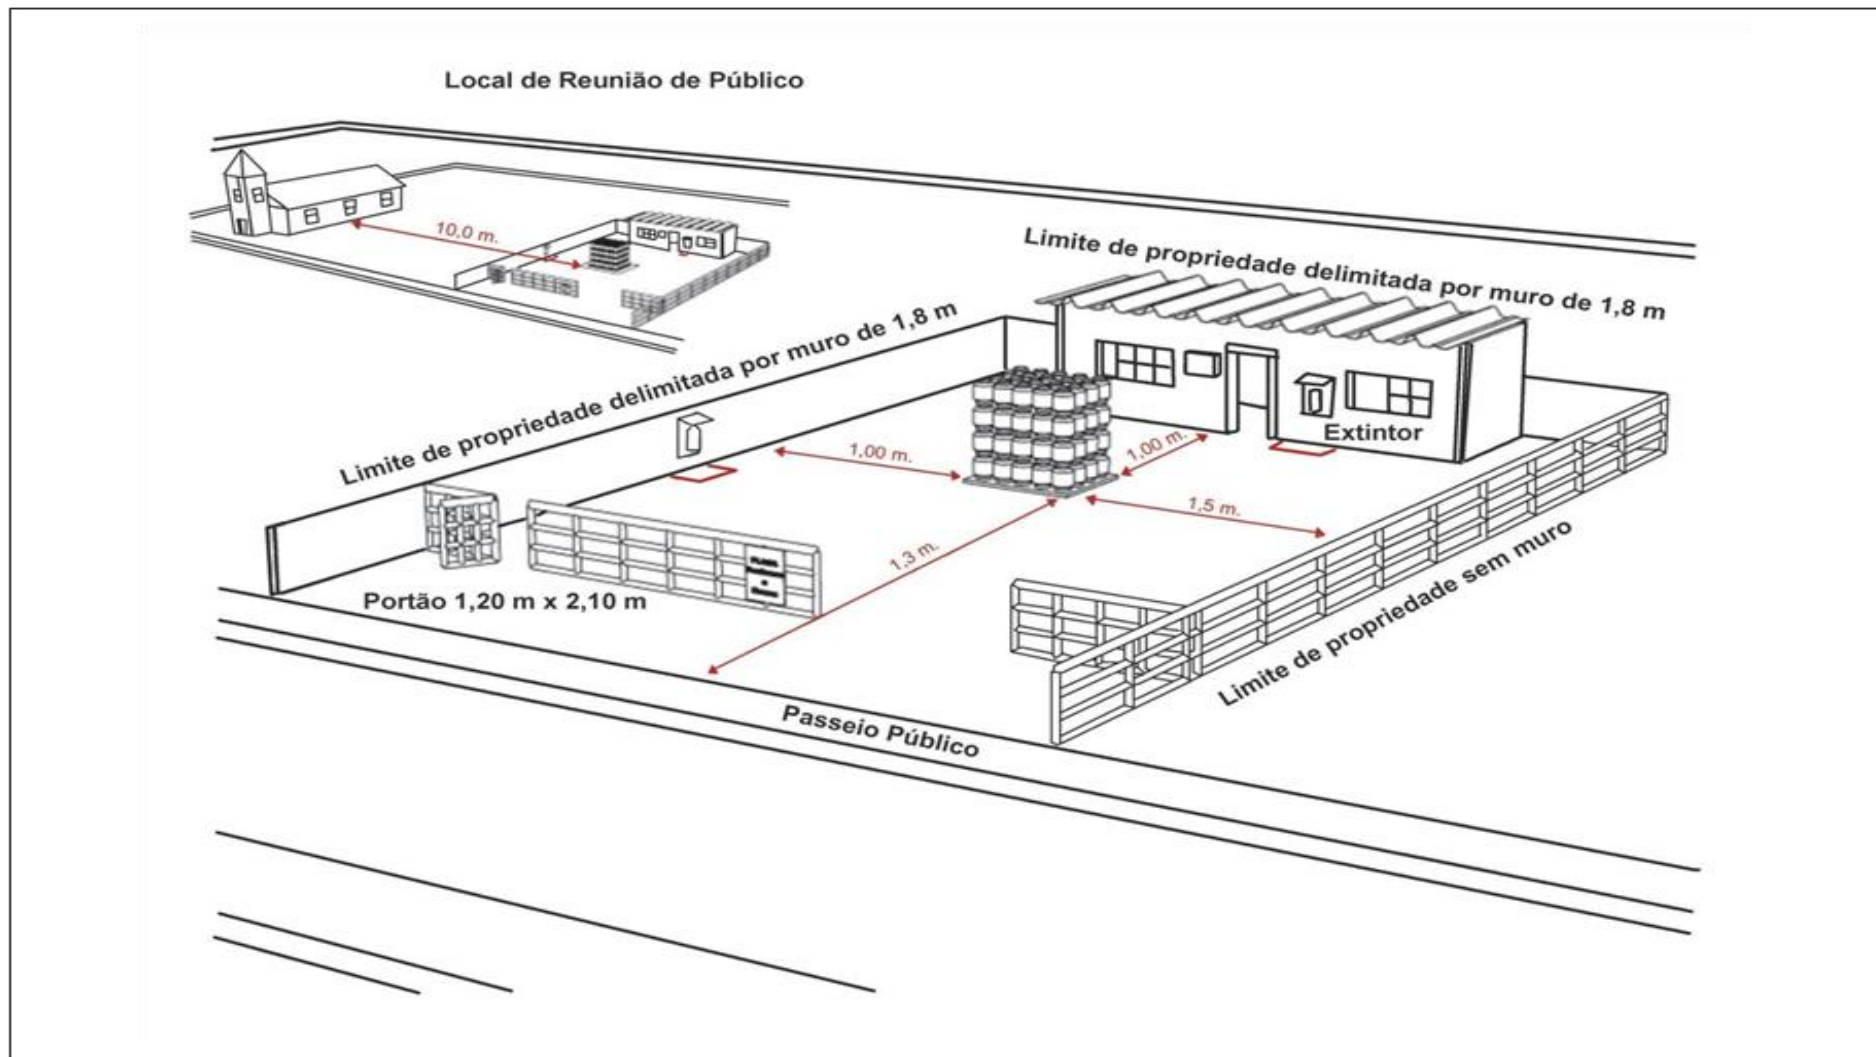 Local de Reunião de Público
10,0 m.
Limite de propriedade delimitada por muro de 1,8 m
Limite de propriedade delimitada por muro de 1,8 m
Extintor
1,00 m.
1,00 m.
1,5 m.
1,3 m.
Portão 1,20 m x 2,10 m
Limite de propriedade sem muro
Passeio Público